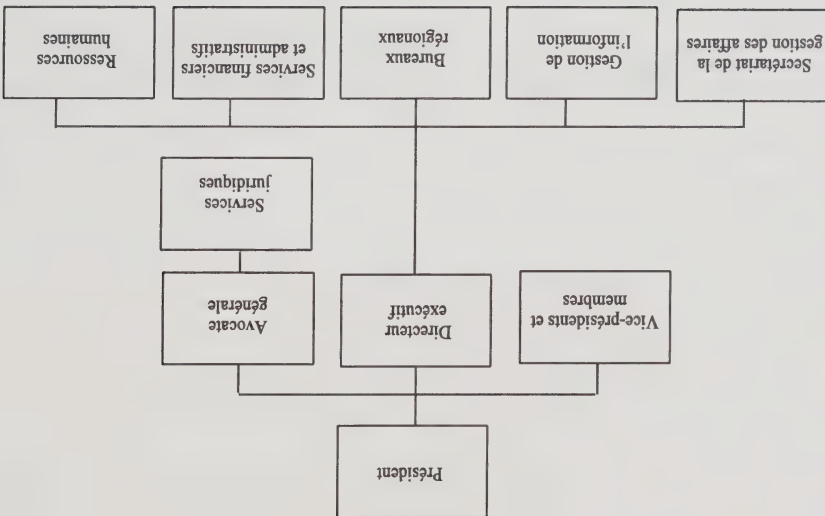 Président
Vice-présidents et
membres
Directeur
exécutif
Avocate
générale
Services
juridiques
Secrétariat de la
gestion des affaires
Gestion de
l'information
Bureaux
régionaux
Services financiers
et administratifs
Ressources
humaines